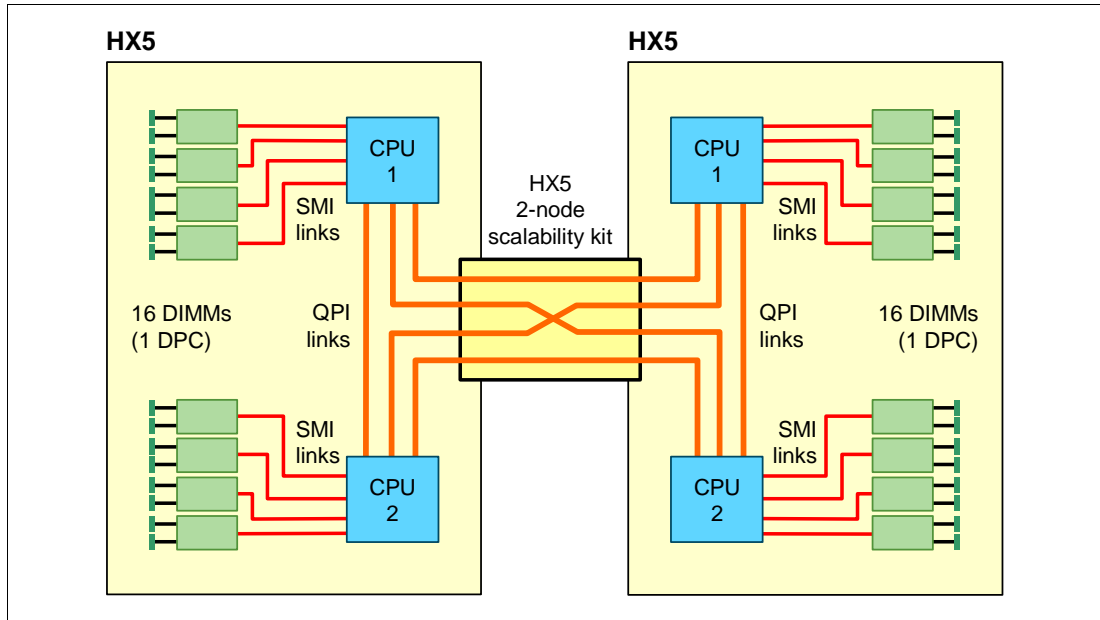 HX5
HX5
CPU
1
CPU
1
HX5
2-node
scalability kit
SMI
links
SMI
links
16 DIMMs
(1 DPC)
QPI
links
QPI
links
16 DIMMs
(1 DPC)
SMI
links
SMI
links
CPU
2
CPU
2